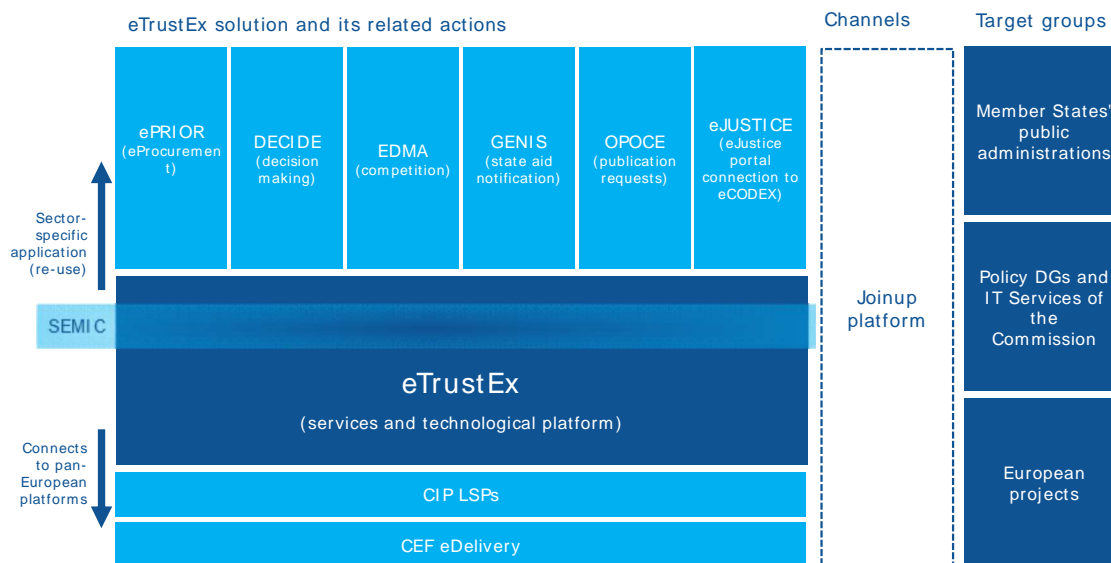 eTrustEx solution and its related actions
Channels
Target groups
ePRIOR
(eProcuremen
t)
DECIDE
(decision
making)
EDMA
(competition)
GENIS
(state aid
notification)
OPOCE
(publication
requests)
eJUSTICE
(eJustice
portal
connection to
eCODEX)
Member States'
public
administrations
Sector-
specific
application
(re-use)
SEMIC
Joinup
platform
Policy DGs and
IT Services of
the
Commission
eTrustEx
(services and technological platform)
Connects
to pan-
European
platforms
CIP LSPs
CEF eDelivery
European
projects